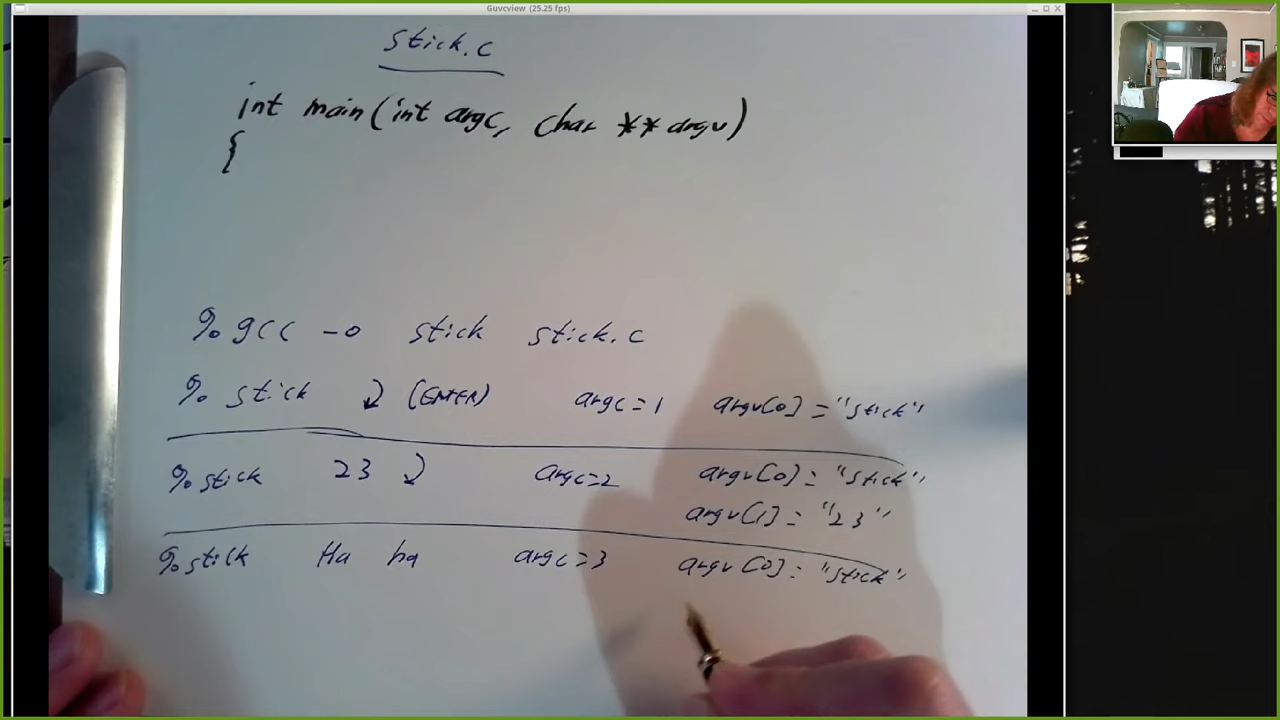 Guvcview (25.25 fps)
stick.c
int main(int argc, char **argv)
{
% gcc -o stick stick.c
% stick (ENTER) argc=1 argv[0] = "stick"
% stick 23 argc=2 argv[0] = "stick"
argv[1] = "23"
% stick Ha ha argc=3 argv[0] = "stick"